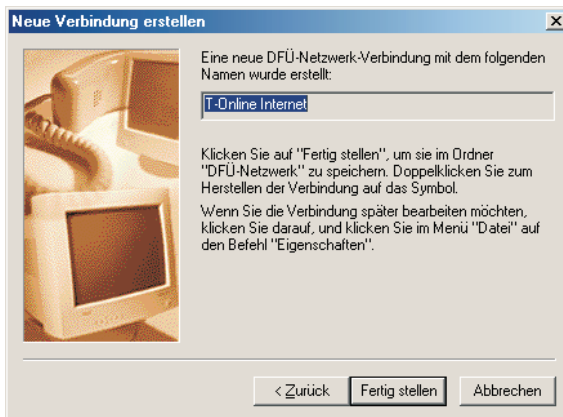 Neue Verbindung erstellen
Eine neue DFÜ-Netzwerk-Verbindung mit dem folgenden
Namen wurde erstellt:
T-Online Internet
Klicken Sie auf "Fertig stellen", um sie im Ordner
"DFÜ-Netzwerk" zu speichern. Doppelklicken Sie zum
Herstellen der Verbindung auf das Symbol.
Wenn Sie die Verbindung später bearbeiten möchten,
klicken Sie darauf, und klicken Sie im Menü "Datei" auf
den Befehl "Eigenschaften".
< Zurück
Fertig stellen
Abbrechen